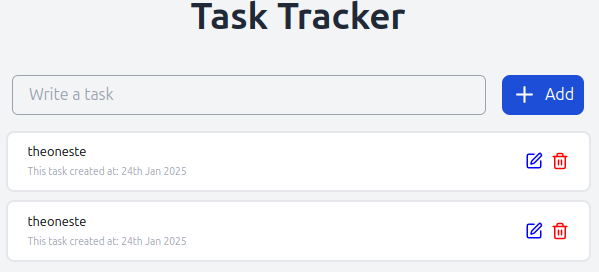 Task Tracker
Write a task
Add
theoneste
This task created at: 24th Jan 2025
theoneste
This task created at: 24th Jan 2025